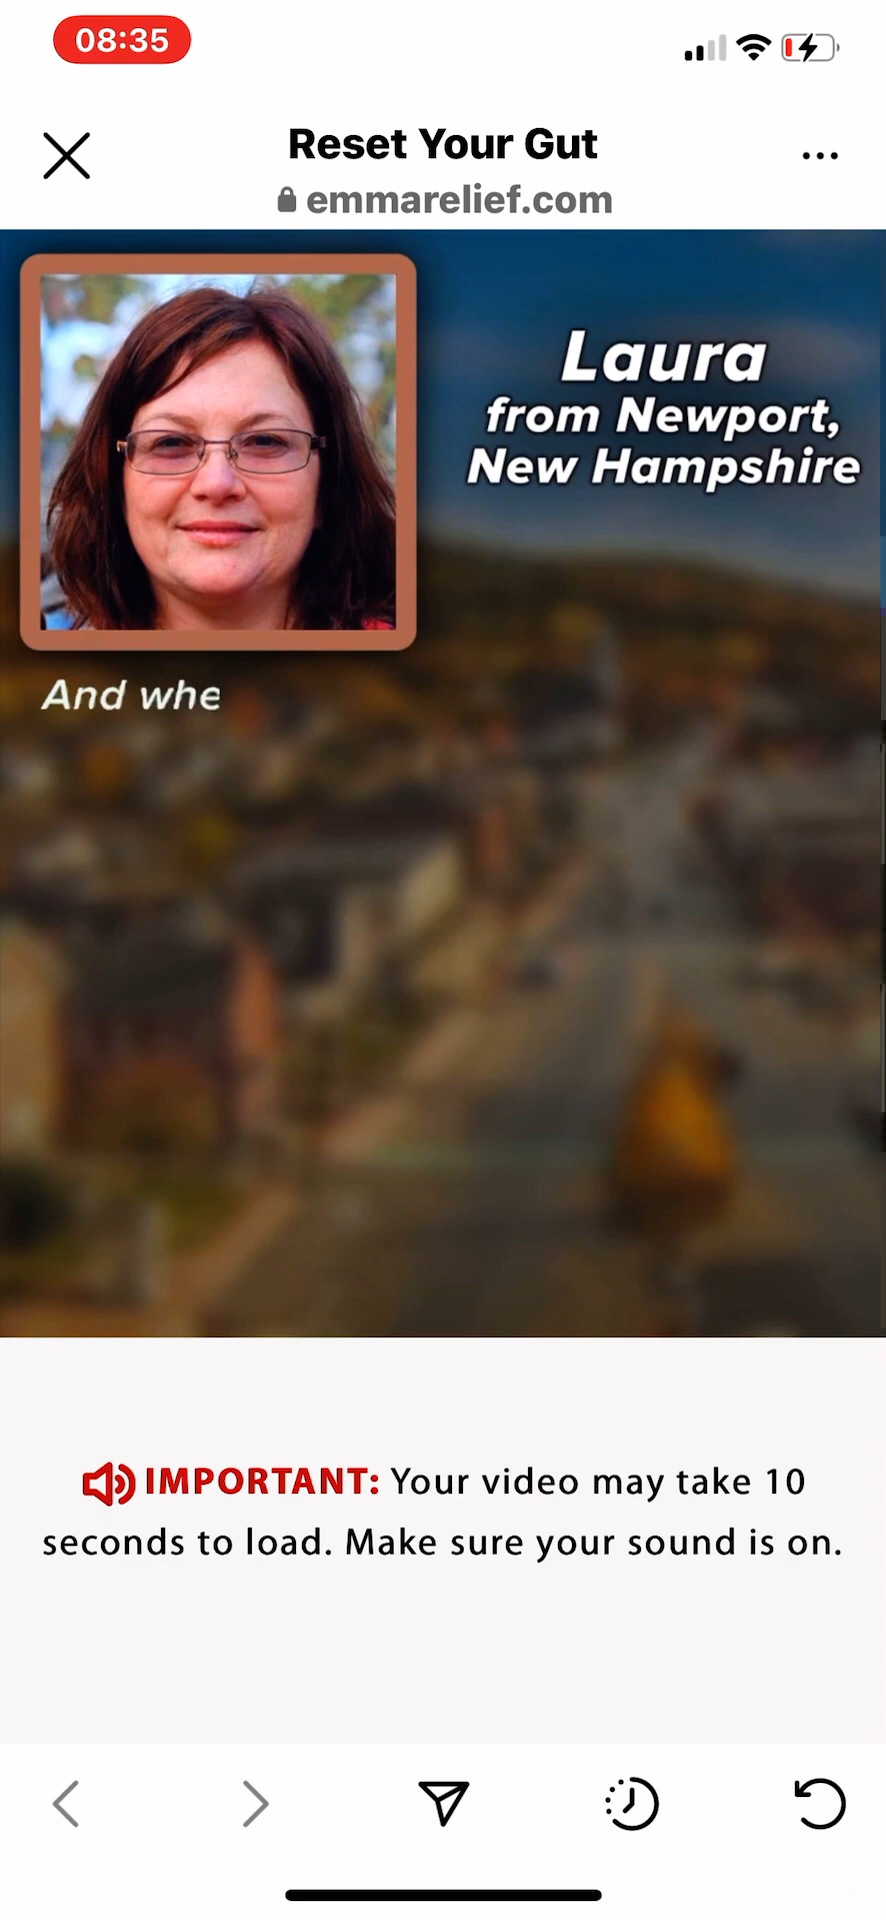 08:35
Reset Your Gut
emmarelief.com
Laura
from Newport,
New Hampshire
And whe
IMPORTANT: Your video may take 10
seconds to load. Make sure your sound is on.